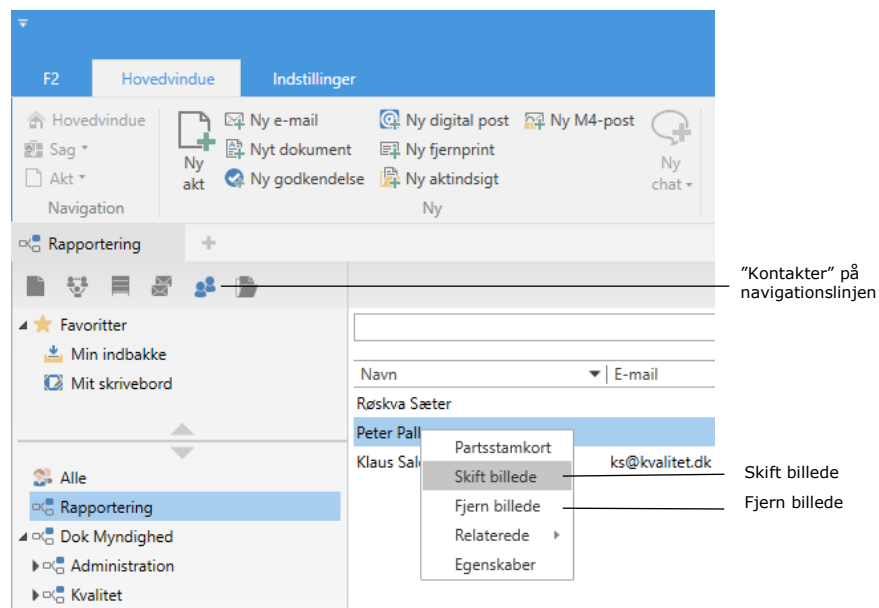 F2 Hovedvindue Indstillinger
Hovedvindue
Sag
Akt
Navigation
Ny
akt
Ny e-mail
Nyt dokument
Ny godkendelse
Ny digital post
Ny fjernprint
Ny aktindsigt
Ny M4-post
Ny
chat
Ny
Rapportering +
"Kontakter" på
navigationslinjen
Favoritter
Min indbakke
Mit skrivebord
Alle
Rapportering
Dok Myndighed
Administration
Kvalitet
Navn E-mail
Røskva Sæter
Peter Pall
Klaus Sal ks@kvalitet.dk
Partsstamkort
Skift billede
Fjern billede
Relaterede
Egenskaber
Skift billede
Fjern billede